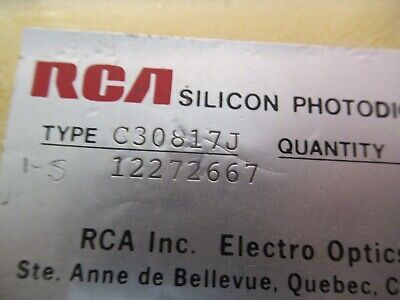 RCA SILICON PHOTODI
TYPE C30817J QUANTITY
1-S 12272667
RCA Inc. Electro Optics
Ste. Anne de Bellevue, Quebec, C